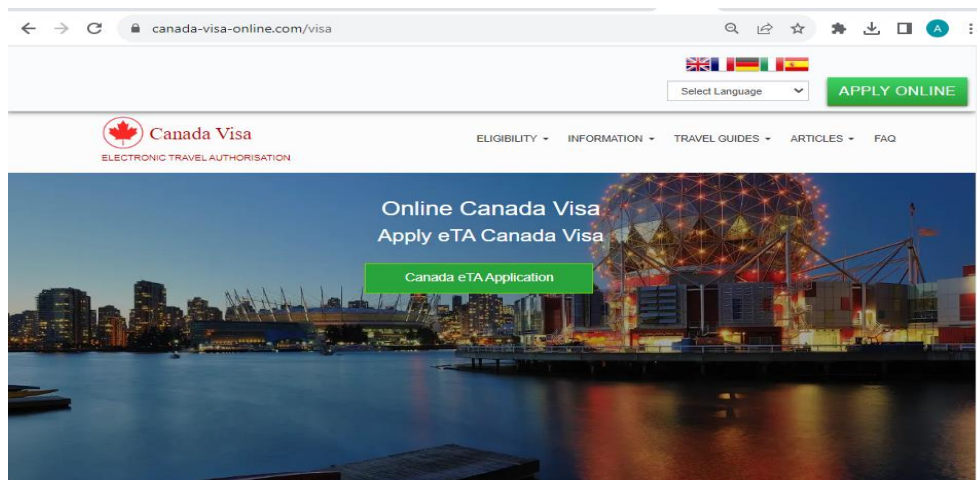 canada-visa-online.com/visa
A
Select Language
APPLY ONLINE
Canada Visa
ELECTRONIC TRAVEL AUTHORISATION
ELIGIBILITY INFORMATION TRAVEL GUIDES ARTICLES FAQ
Online Canada Visa
Apply eTA Canada Visa
Canada eTA Application